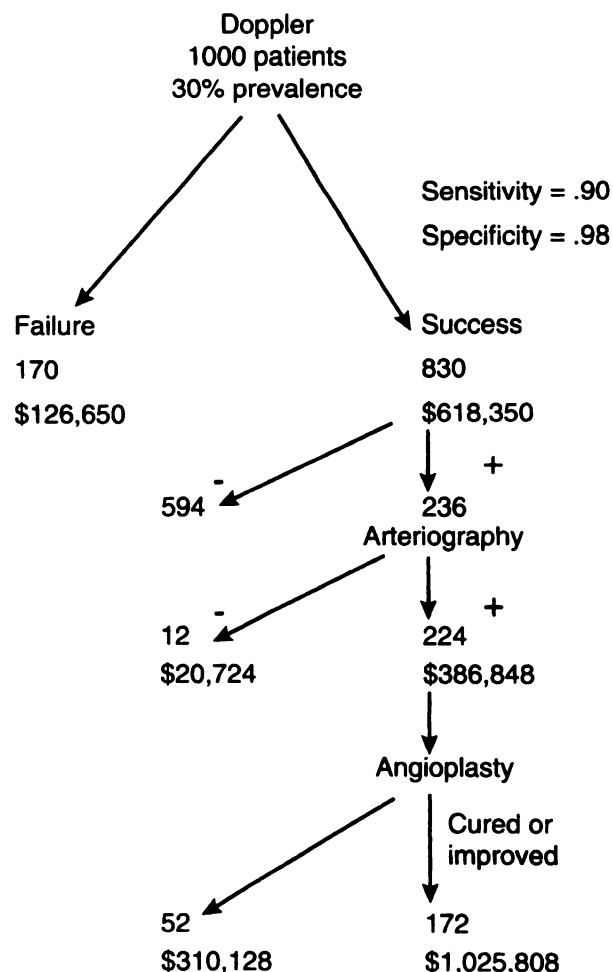 Doppler
1000 patients
30% prevalence
Sensitivity = .90
Specificity = .98
Failure
Success
170
830
$126,650
$618,350
-
+
594
236
Arteriography
-
+
12
224
$20,724
$386,848
Angioplasty
Cured or
improved
52
172
$310,128
$1,025,808